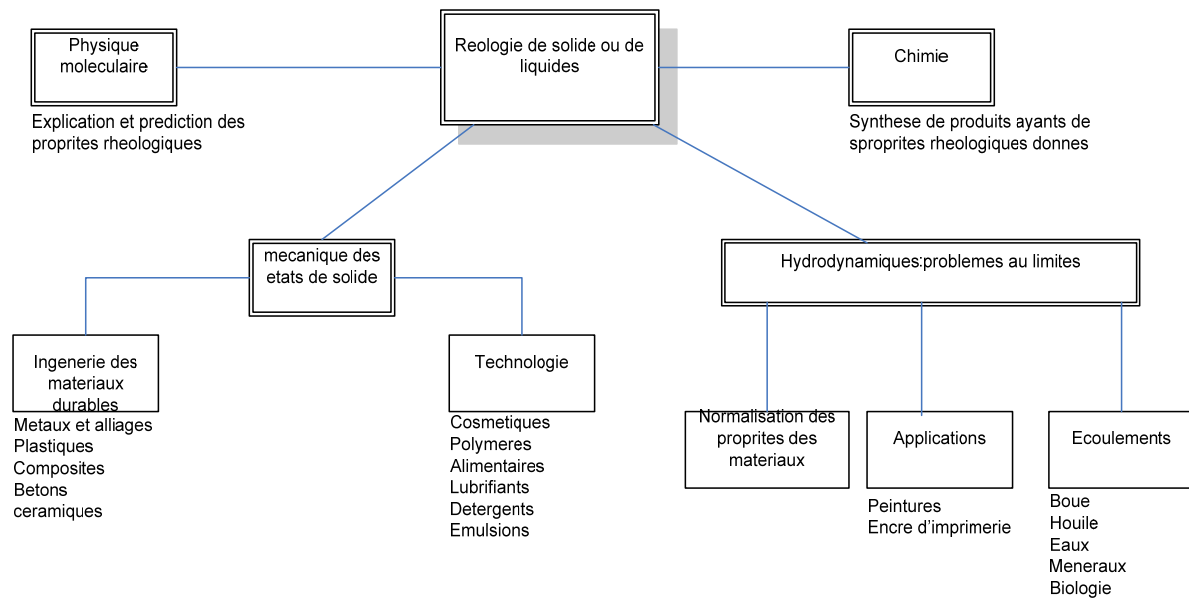 Physique
moleculaire
Reologie de solide ou de
liquides
Chimie
Explication et prediction des
proprites rheologiques
Synthese de produits ayants de
sproprites rheologiques donnes
mecanique des
etats de solide
Hydrodynamiques:problemes au limites
Ingenerie des
materiaux
durables
Metaux et alliages
Plastiques
Composites
Betons
ceramiques
Technologie
Cosmetiques
Polymeres
Alimentaires
Lubrifiants
Detergents
Emulsions
Normalisation des
proprites des
materiaux
Applications
Peintures
Encre d’imprimerie
Ecoulements
Boue
Houile
Eaux
Meneraux
Biologie